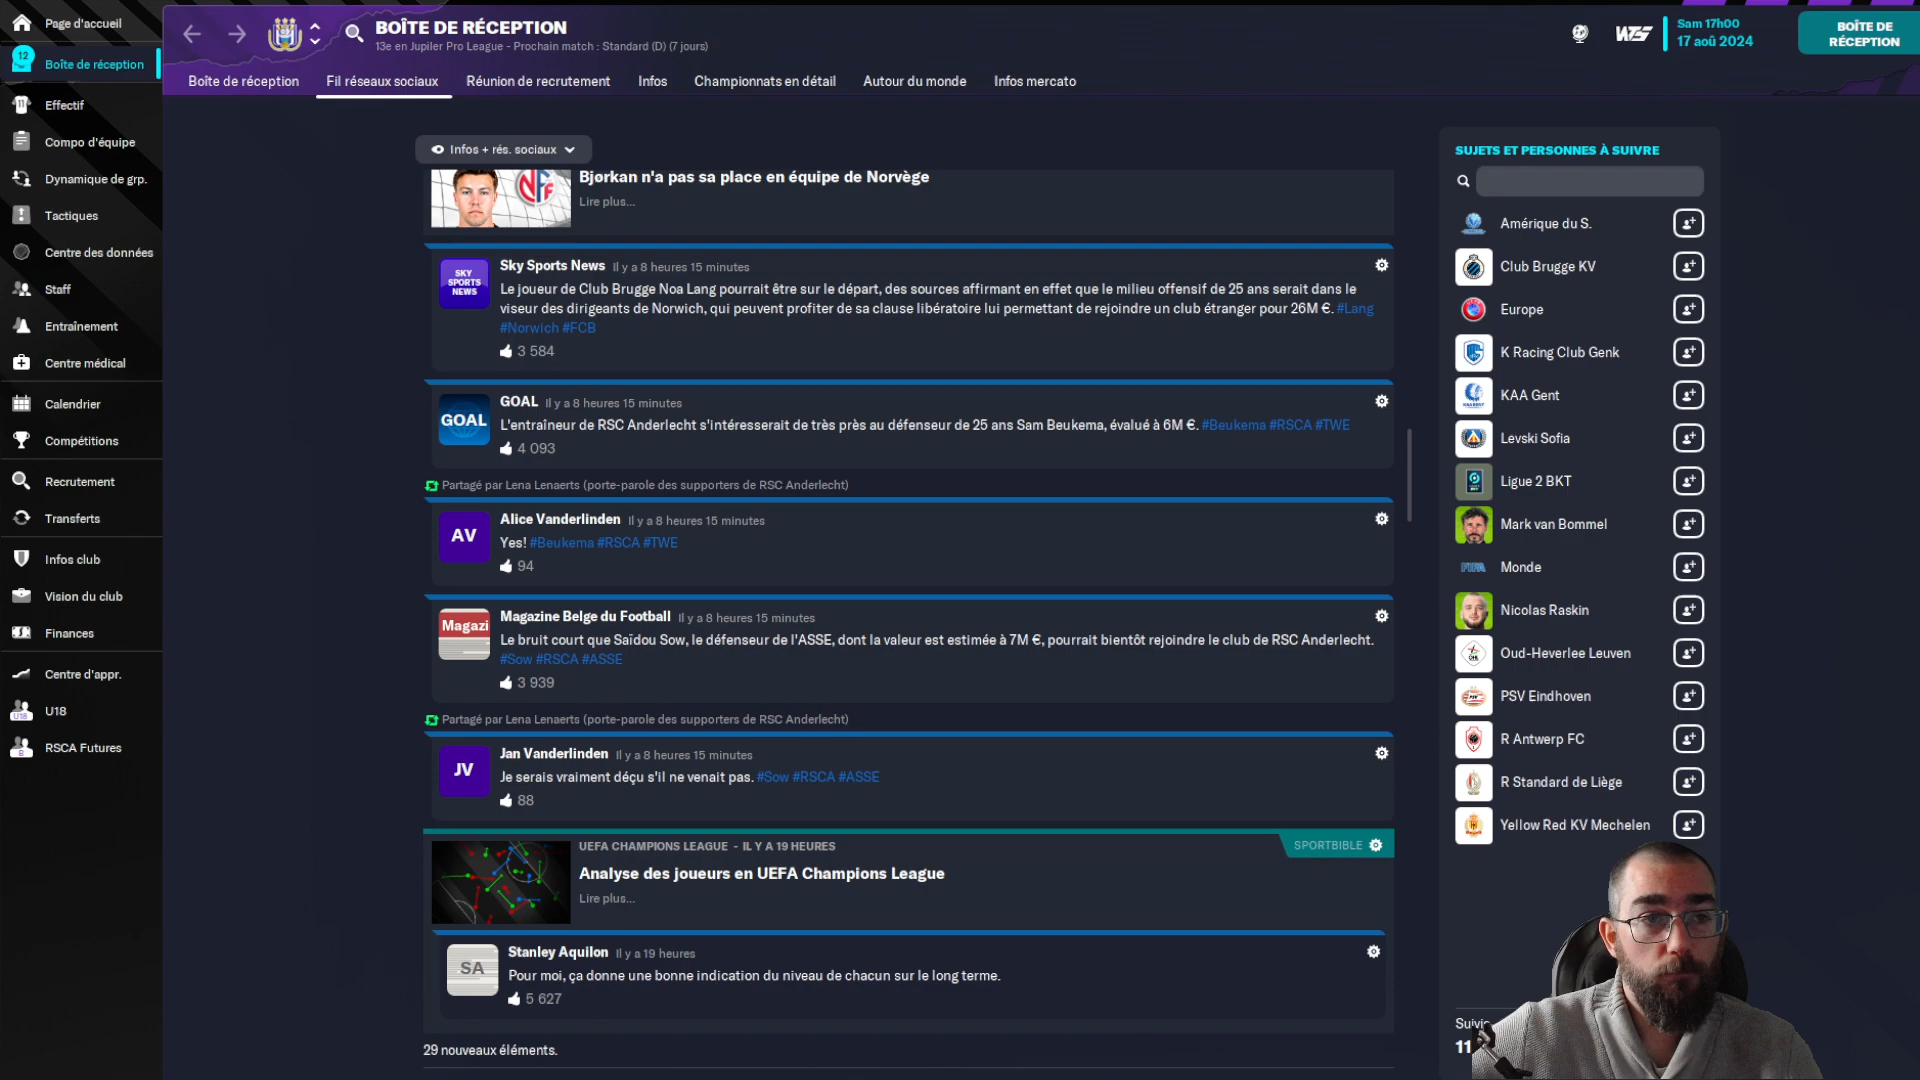 Page d'accueil
12
Boîte de réception
Effectif
Compo d'équipe
Dynamique de grp.
Tactiques
Centre des données
Staff
Entraînement
Centre médical
Calendrier
Compétitions
Recrutement
Transferts
Infos club
Vision du club
Finances
Centre d'appr.
U18
U18
B
RSCA Futures
BOÎTE DE RÉCEPTION
13e en Jupiler Pro League - Prochain match : Standard (D) (7 jours)
Sam 17h00
17 aoû 2024
BOÎTE DE
RÉCEPTION
Boîte de réception
Fil réseaux sociaux
Réunion de recrutement
Infos
Championnats en détail
Autour du monde
Infos mercato
Infos + rés. sociaux
Bjørkan n'a pas sa place en équipe de Norvège
Lire plus...
SKY
SPORTS
NEWS
Sky Sports News Il y a 8 heures 15 minutes
Le joueur de Club Brugge Noa Lang pourrait être sur le départ, des sources affirmant en effet que le milieu offensif de 25 ans serait dans le
viseur des dirigeants de Norwich, qui peuvent profiter de sa clause libératoire lui permettant de rejoindre un club étranger pour 26M €. #Lang
#Norwich #FCB
3 584
GOAL
GOAL Il y a 8 heures 15 minutes
L'entraîneur de RSC Anderlecht s'intéresserait de très près au défenseur de 25 ans Sam Beukema, évalué à 6M €. #Beukema #RSCA #TWE
4 093
Partagé par Lena Lenaerts (porte-parole des supporters de RSC Anderlecht)
AV
Alice Vanderlinden Il y a 8 heures 15 minutes
Yes! #Beukema #RSCA #TWE
94
Magazi
Magazine Belge du Football Il y a 8 heures 15 minutes
Le bruit court que Saïdou Sow, le défenseur de l'ASSE, dont la valeur est estimée à 7M €, pourrait bientôt rejoindre le club de RSC Anderlecht.
#Sow #RSCA #ASSE
3 939
Partagé par Lena Lenaerts (porte-parole des supporters de RSC Anderlecht)
JV
Jan Vanderlinden Il y a 8 heures 15 minutes
Je serais vraiment déçu s'il ne venait pas. #Sow #RSCA #ASSE
88
UEFA CHAMPIONS LEAGUE - IL Y A 19 HEURES
SPORTBIBLE
Analyse des joueurs en UEFA Champions League
Lire plus...
SA
Stanley Aquilon Il y a 19 heures
Pour moi, ça donne une bonne indication du niveau de chacun sur le long terme.
5 627
29 nouveaux éléments.
SUJETS ET PERSONNES À SUIVRE
Amérique du S.
Club Brugge KV
Europe
K Racing Club Genk
KAA Gent
Levski Sofia
Ligue 2 BKT
Mark van Bommel
FIFA
Monde
Nicolas Raskin
Oud-Heverlee Leuven
PSV Eindhoven
R Antwerp FC
R Standard de Liège
Yellow Red KV Mechelen
11